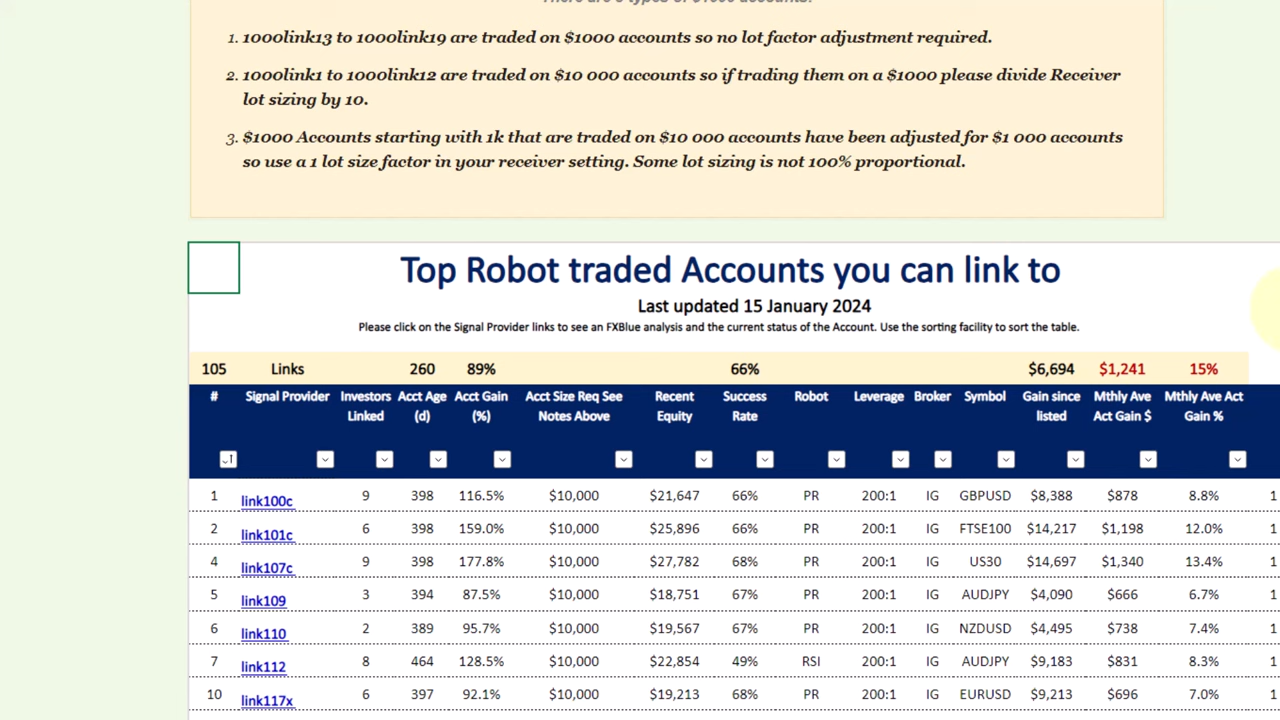 There are 3 types of $1000 accounts:
1. 1000link13 to 1000link19 are traded on $1000 accounts so no lot factor adjustment required.
2. 1000link1 to 1000link12 are traded on $10 000 accounts so if trading them on a $1000 please divide Receiver
lot sizing by 10.
3. $1000 Accounts starting with 1k that are traded on $10 000 accounts have been adjusted for $1 000 accounts
so use a 1 lot size factor in your receiver setting. Some lot sizing is not 100% proportional.
Top Robot traded Accounts you can link to
Last updated 15 January 2024
Please click on the Signal Provider links to see an FXBlue analysis and the current status of the Account. Use the sorting facility to sort the table.
105 Links 260 89% 66% $6,694 $1,241 15%
# Signal Provider Investors Acct Age Acct Gain Acct Size Req See Recent Success Robot Leverage Broker Symbol Gain since Mthly Ave Mthly Ave Act
Linked (d) (%) Notes Above Equity Rate listed Act Gain $ Gain %
1 link100c 9 398 116.5% $10,000 $21,647 66% PR 200:1 IG GBPUSD $8,388 $878 8.8% 1
2 link101c 6 398 159.0% $10,000 $25,896 66% PR 200:1 IG FTSE100 $14,217 $1,198 12.0% 1
4 link107c 9 398 177.8% $10,000 $27,782 68% PR 200:1 IG US30 $14,697 $1,340 13.4% 1
5 link109 3 394 87.5% $10,000 $18,751 67% PR 200:1 IG AUDJPY $4,090 $666 6.7% 1
6 link110 2 389 95.7% $10,000 $19,567 67% PR 200:1 IG NZDUSD $4,495 $738 7.4% 1
7 link112 8 464 128.5% $10,000 $22,854 49% RSI 200:1 IG AUDJPY $9,183 $831 8.3% 1
10 link117x 6 397 92.1% $10,000 $19,213 68% PR 200:1 IG EURUSD $9,213 $696 7.0% 1